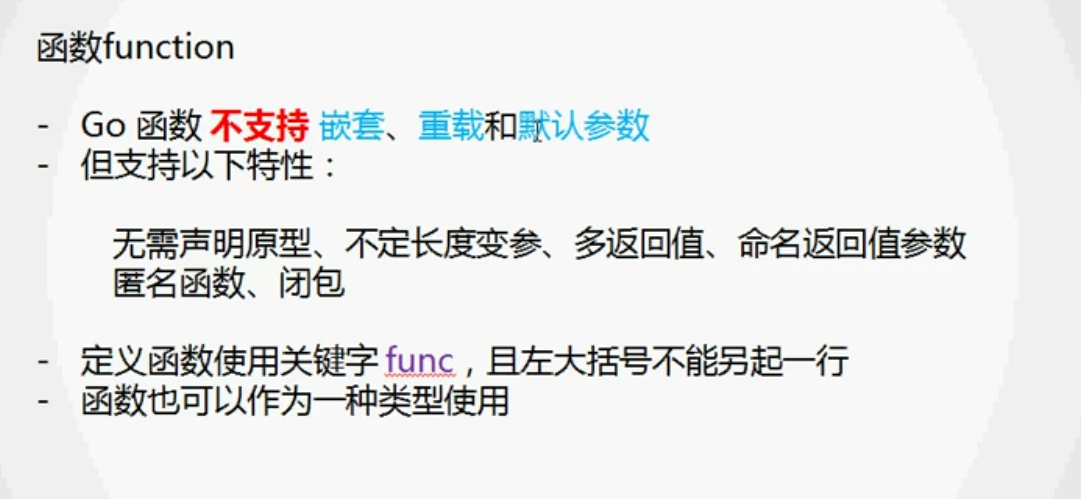 函数function
- Go 函数 不支持 嵌套、重载和默认参数
- 但支持以下特性：
无需声明原型、不定长度变参、多返回值、命名返回值参数
匿名函数、闭包
- 定义函数使用关键字 func，且左大括号不能另起一行
- 函数也可以作为一种类型使用